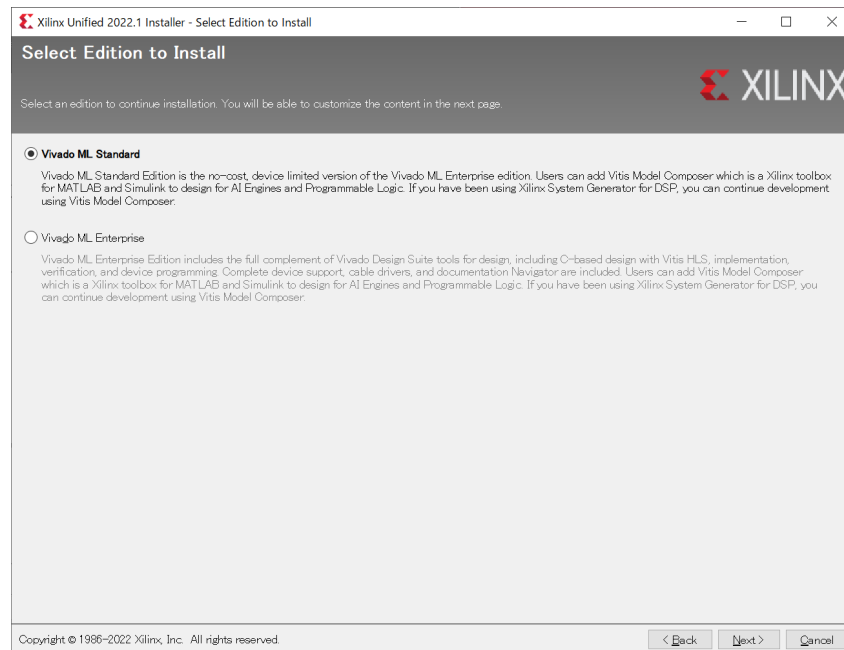 Xilinx Unified 2022.1 Installer - Select Edition to Install
Select Edition to Install
XILINX
Select an edition to continue installation. You will be able to customize the content in the next page.
Vivado ML Standard
Vivado ML Standard Edition is the no-cost, device limited version of the Vivado ML Enterprise edition. Users can add Vitis Model Composer which is a Xilinx toolbox
for MATLAB and Simulink to design for AI Engines and Programmable Logic. If you have been using Xilinx System Generator for DSP, you can continue development
using Vitis Model Composer.
Vivado ML Enterprise
Vivado ML Enterprise Edition includes the full complement of Vivado Design Suite tools for design, including C-based design with Vitis HLS, implementation,
verification, and device programming. Complete device support, cable drivers, and documentation Navigator are included. Users can add Vitis Model Composer
which is a Xilinx toolbox for MATLAB and Simulink to design for AI Engines and Programmable Logic. If you have been using Xilinx System Generator for DSP, you
can continue development using Vitis Model Composer.
Copyright © 1986-2022 Xilinx, Inc. All rights reserved.
< Back
Next >
Cancel